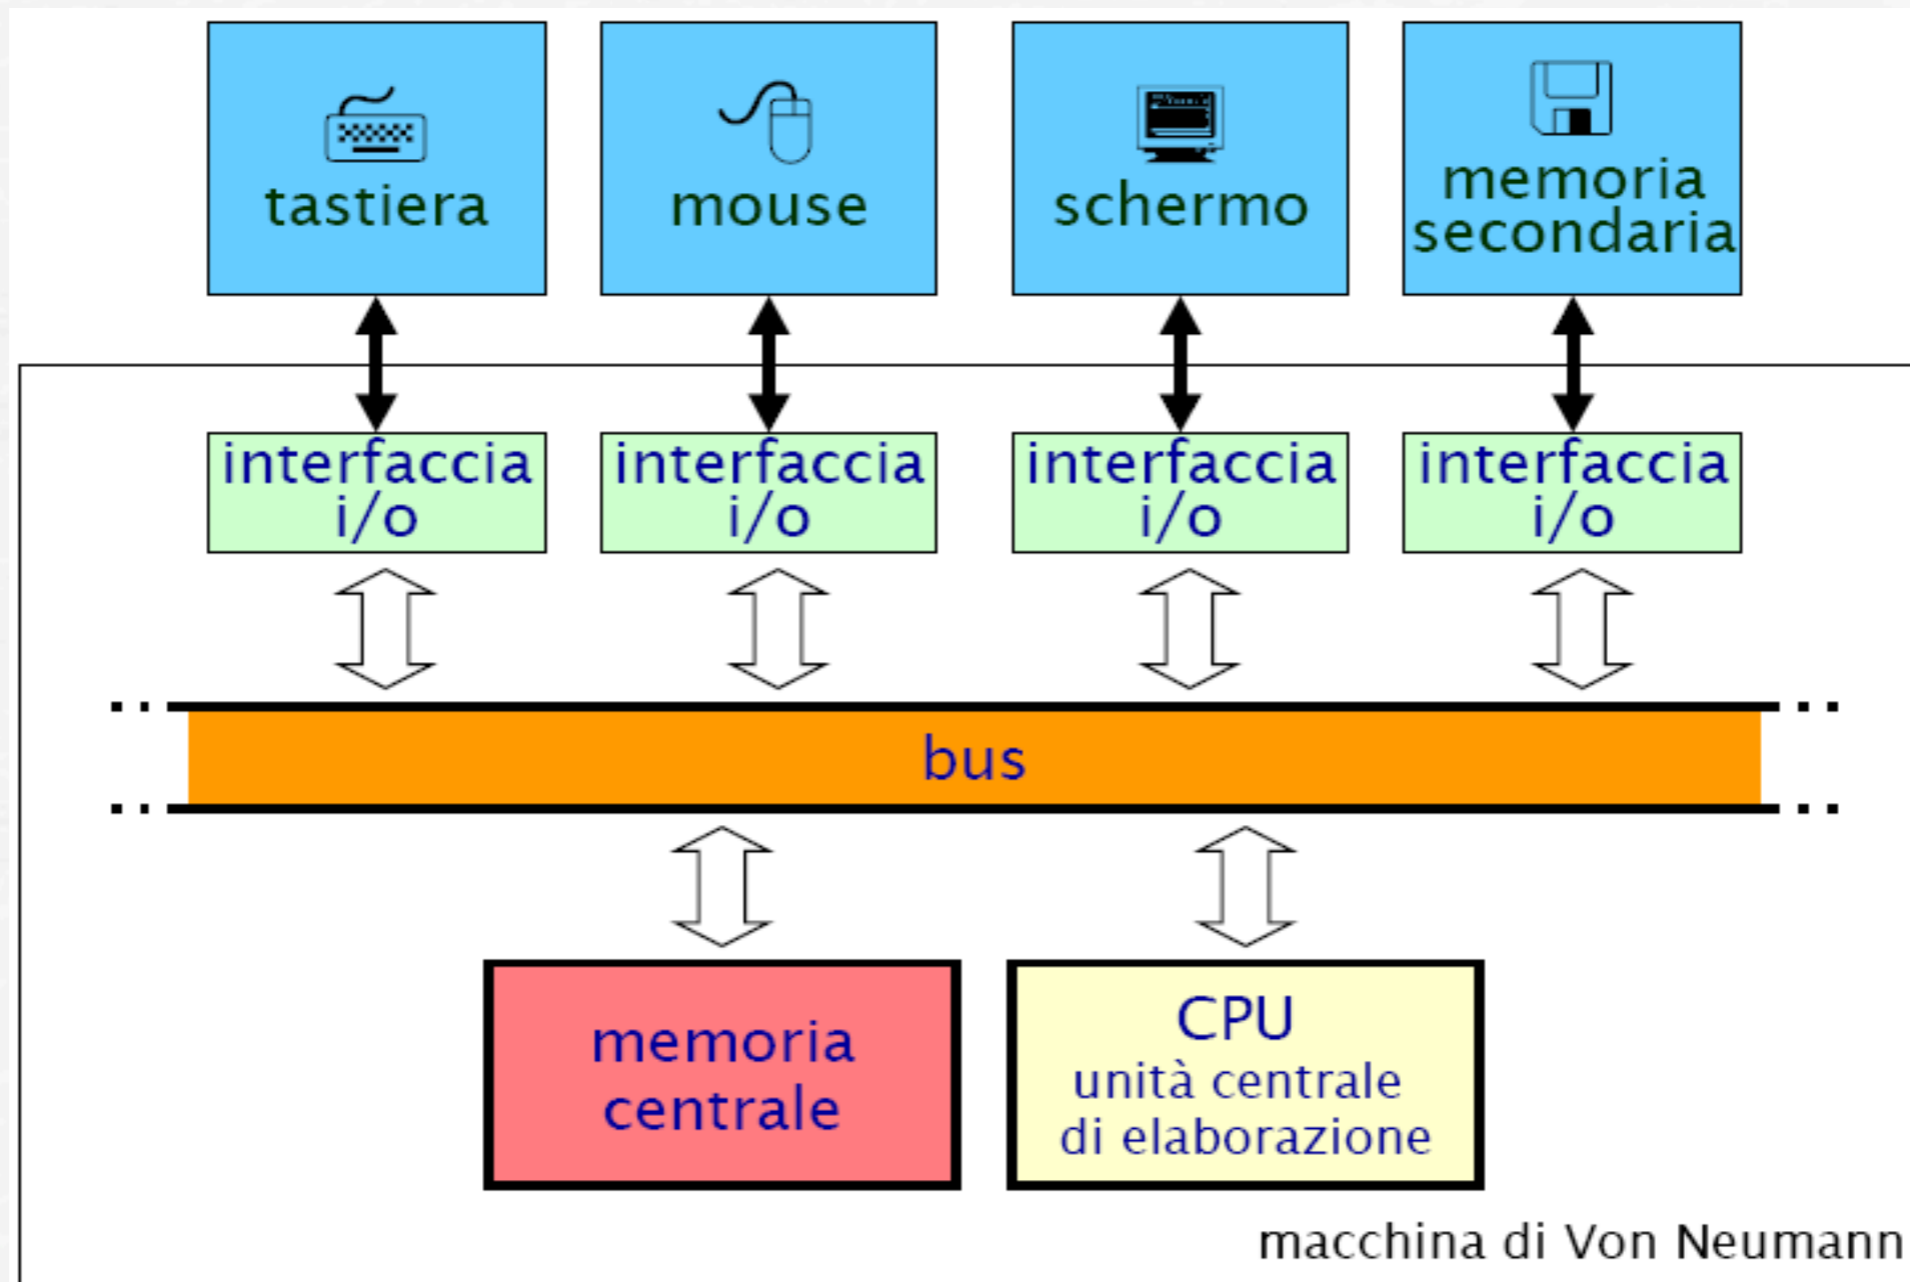 tastiera
mouse
schermo
memoria
secondaria
interfaccia
i/o
interfaccia
i/o
interfaccia
i/o
interfaccia
i/o
bus
memoria
centrale
CPU
unità centrale
di elaborazione
macchina di Von Neumann